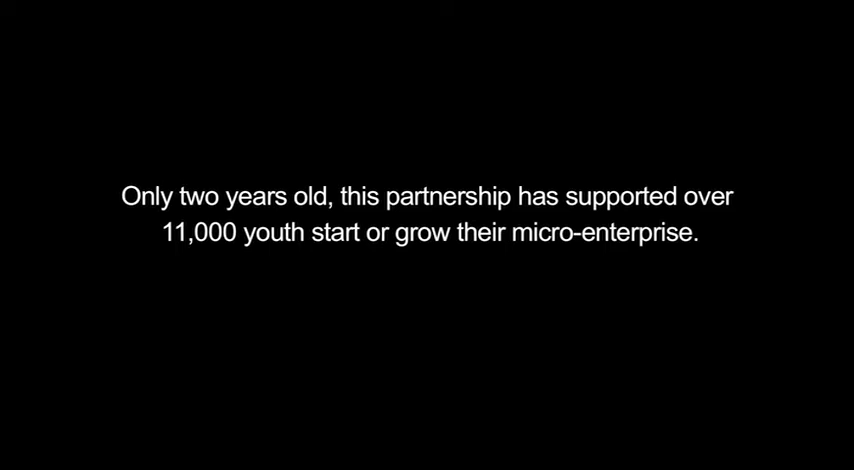 Only two years old, this partnership has supported over
11,000 youth start or grow their micro-enterprise.